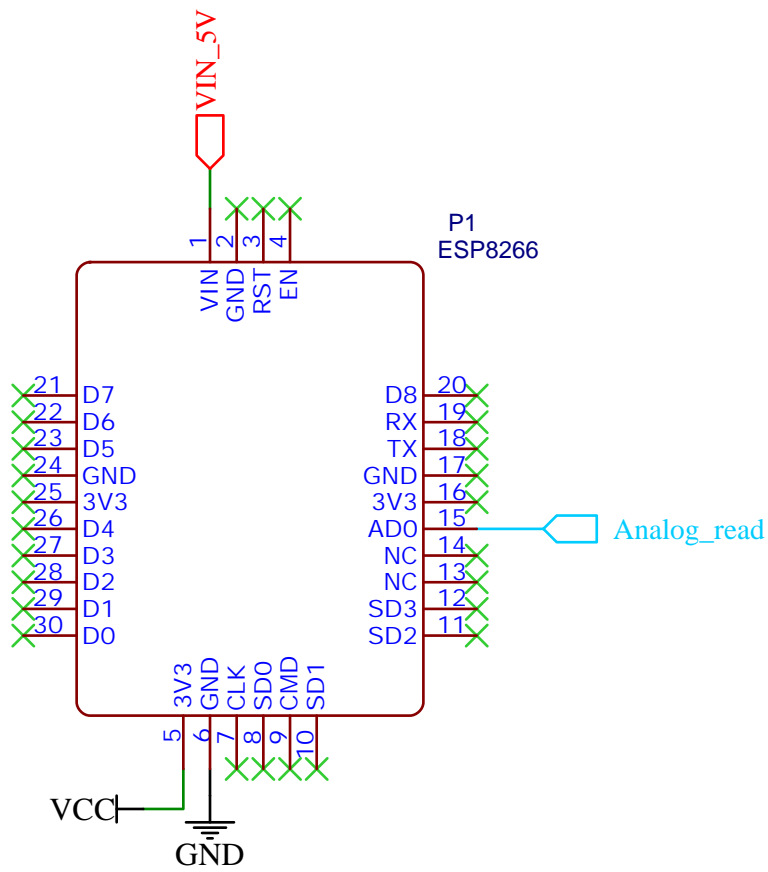 VIN_5V
P1
ESP8266
1 2 3 4
VIN GND RST EN
21 D7 D8 20
22 D6 RX 19
23 D5 TX 18
24 GND GND 17
25 3V3 3V3 16
26 D4 AD0 15 Analog_read
27 D3 NC 14
28 D2 NC 13
29 D1 SD3 12
30 D0 SD2 11
3V3 GND CLK SD0 CMD SD1
5 6 7 8 9 10
VCC
GND